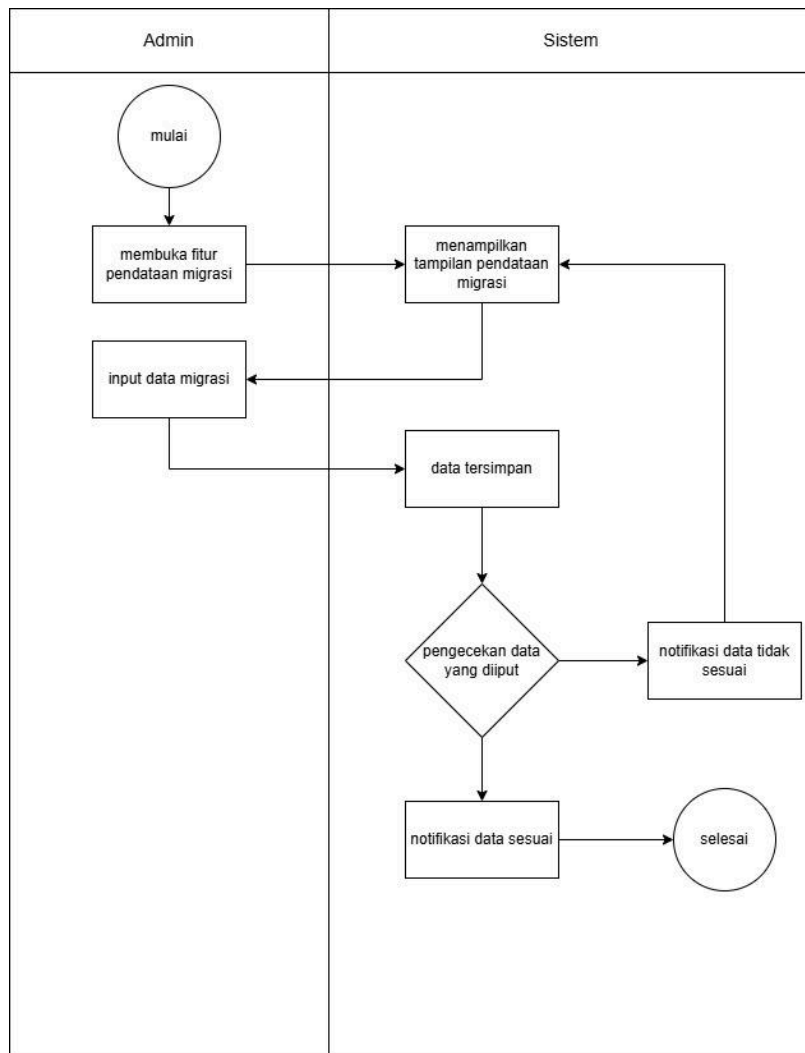 Admin
Sistem
mulai
membuka fitur
pendataan migrasi
menampilkan
tampilan pendataan
migrasi
input data migrasi
data tersimpan
pengecekan data
yang diiput
notifikasi data tidak
sesuai
notifikasi data sesuai
selesai